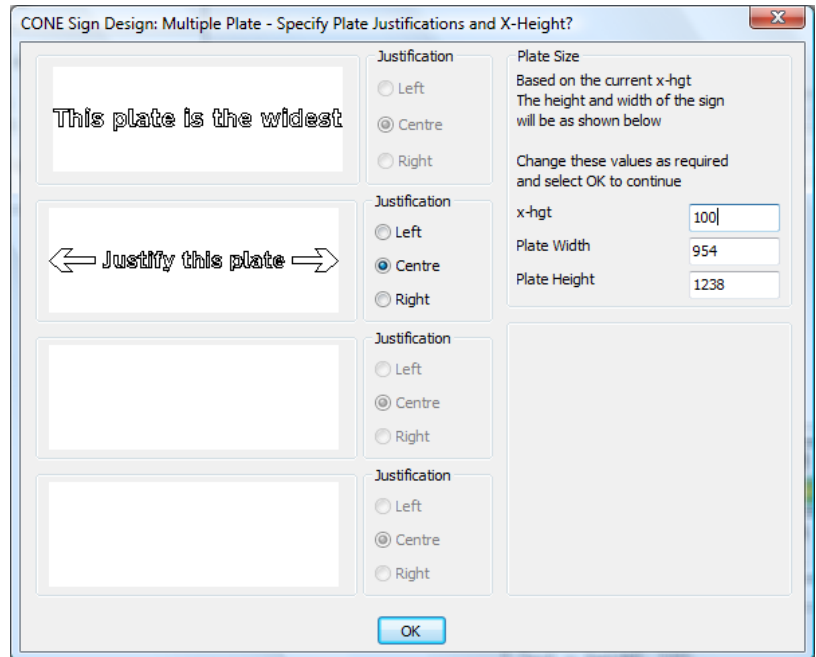 CONE Sign Design: Multiple Plate - Specify Plate Justifications and X-Height?
This plate is the widest
Justification
Left
Centre
Right
Justify this plate
Justification
Left
Centre
Right
Justification
Left
Centre
Right
Justification
Left
Centre
Right
Plate Size
Based on the current x-hgt
The height and width of the sign
will be as shown below
Change these values as required
and select OK to continue
x-hgt 100
Plate Width 954
Plate Height 1238
OK